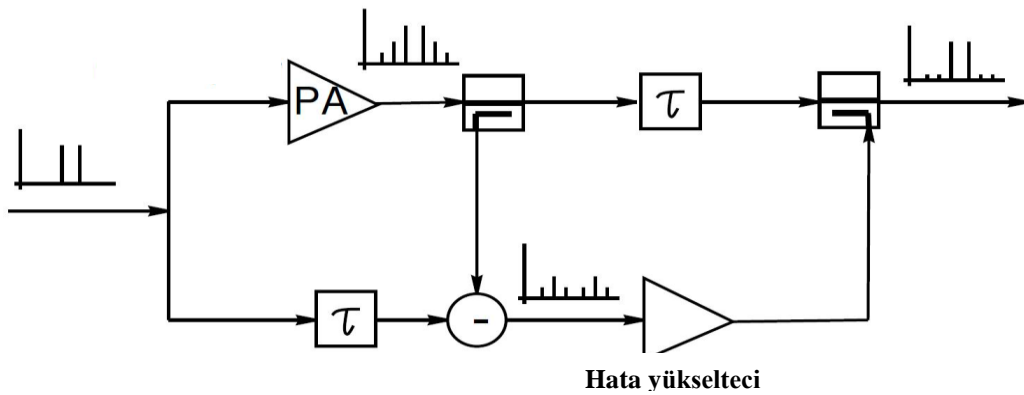 PA
τ
τ
-
Hata yükselteci